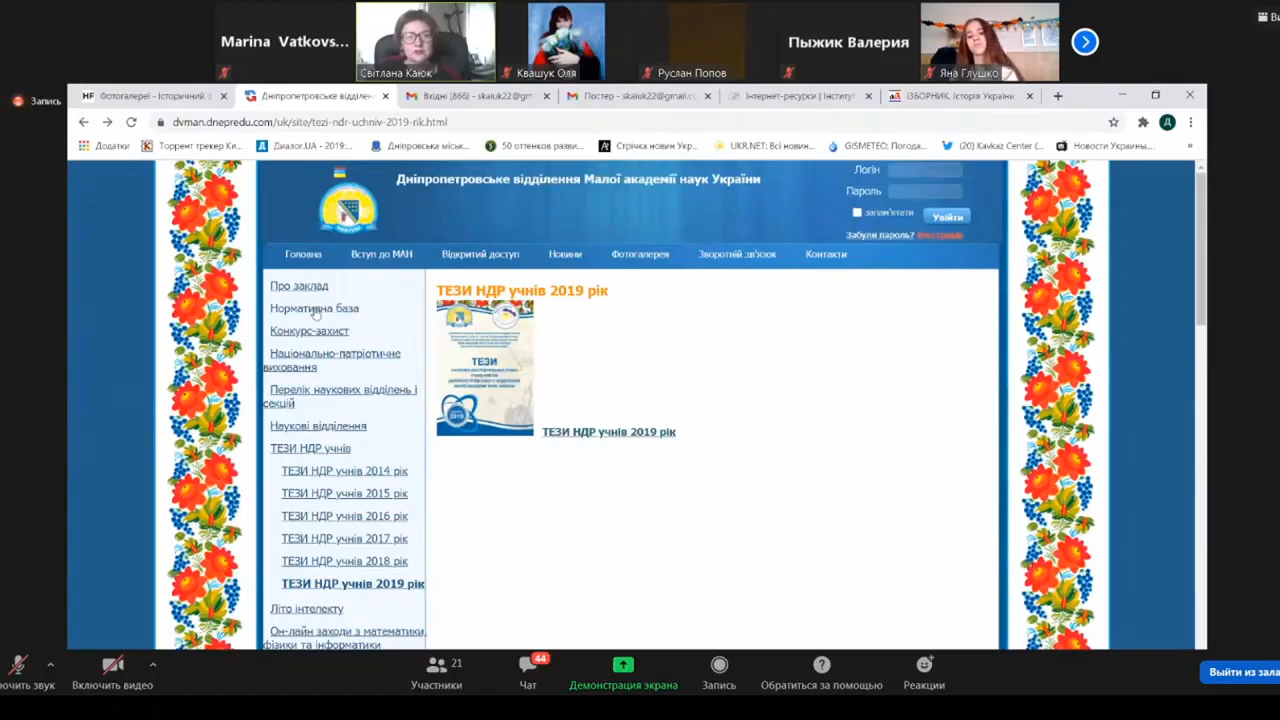 Marina Vatkovs...
Світлана Каюк
Квашук Оля
Руслан Попов
Пыжик Валерия
Яна Глушко
Запись
HF Фотогалереї - Історичний ф
Дніпропетровське відділен
Вхідні (866) - skaiuk22@gm
Постер - skaiuk22@gmail.co
Інтернет-ресурси | Інститут
ІЗБОРНИК. Історія України
dvman.dnepredu.com/uk/site/tezi-ndr-uchniv-2019-rik.html
Додатки
Торрент трекер Ки...
Диалог.UA - 2019:...
Дніпровська міськ...
50 оттенков разви...
Стрічка новин Укр...
UKR.NET: Всі новин...
GISMETEO: Погода...
(20) Kavkaz Center (...
Новости Украины,...
Дніпропетровське відділення Малої академії наук України
Логін
Пароль
запам'ятати
Увійти
Забули пароль? Реєстрація
Головна
Вступ до МАН
Відкритий доступ
Новини
Фотогалерея
Зворотній зв'язок
Контакти
Про заклад
Нормативна база
Конкурс-захист
Національно-патріотичне
виховання
Перелік наукових відділень і
секцій
Наукові відділення
ТЕЗИ НДР учнів
ТЕЗИ НДР учнів 2014 рік
ТЕЗИ НДР учнів 2015 рік
ТЕЗИ НДР учнів 2016 рік
ТЕЗИ НДР учнів 2017 рік
ТЕЗИ НДР учнів 2018 рік
ТЕЗИ НДР учнів 2019 рік
Літо інтелекту
Он-лайн заходи з математики,
фізики та інформатики
ТЕЗИ НДР учнів 2019 рік
ТЕЗИ
2019
ТЕЗИ НДР учнів 2019 рік
ючить звук
Включить видео
21
Участники
44
Чат
Демонстрация экрана
Запись
Обратиться за помощью
Реакции
Выйти из зала